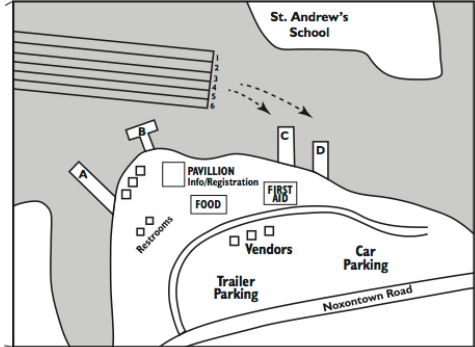 St. Andrew's
School
1
2
3
4
5
6
B
C
D
A
PAVILLION
Info/Registration
FIRST
AID
FOOD
Restrooms
Vendors
Car
Parking
Trailer
Parking
Noxontown Road